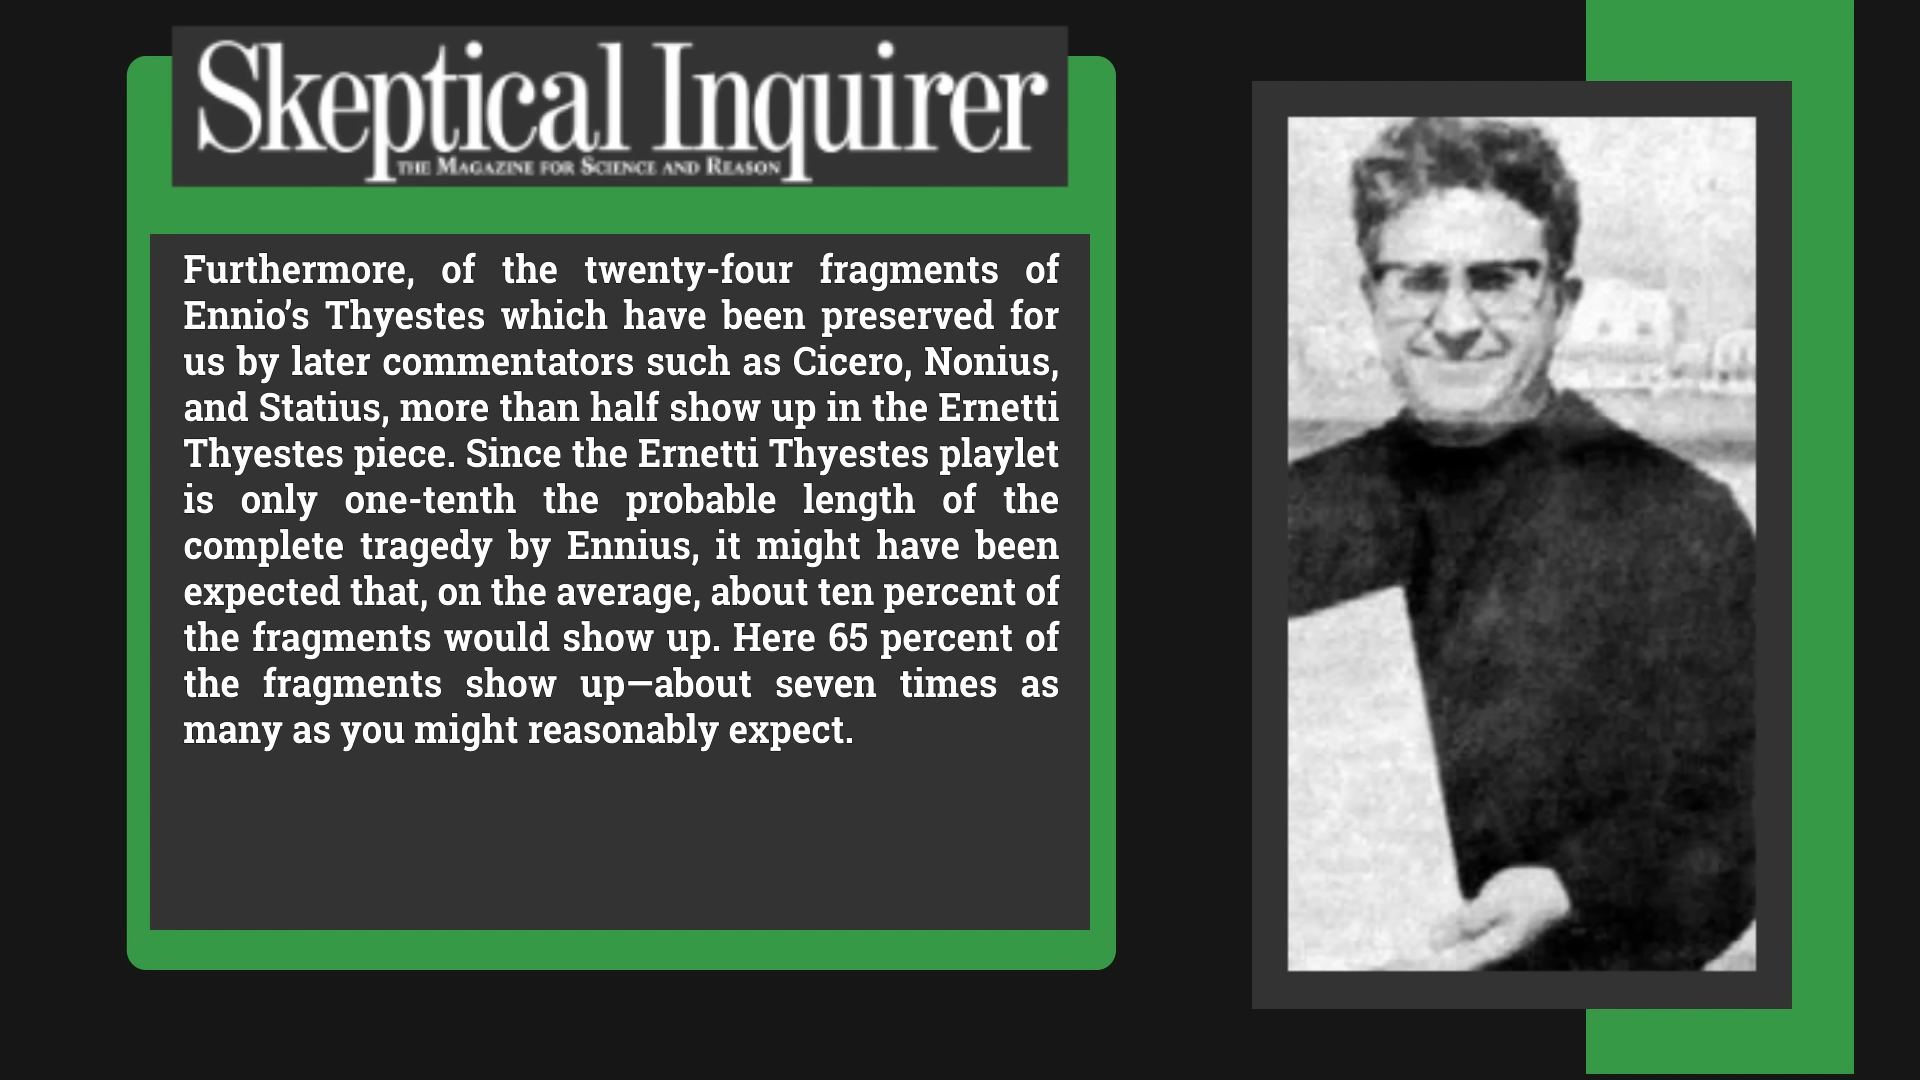 Skeptical Inquirer
THE MAGAZINE FOR SCIENCE AND REASON
Furthermore, of the twenty-four fragments of
Ennio’s Thyestes which have been preserved for
us by later commentators such as Cicero, Nonius,
and Statius, more than half show up in the Ernetti
Thyestes piece. Since the Ernetti Thyestes playlet
is only one-tenth the probable length of the
complete tragedy by Ennius, it might have been
expected that, on the average, about ten percent of
the fragments would show up. Here 65 percent of
the fragments show up—about seven times as
many as you might reasonably expect.